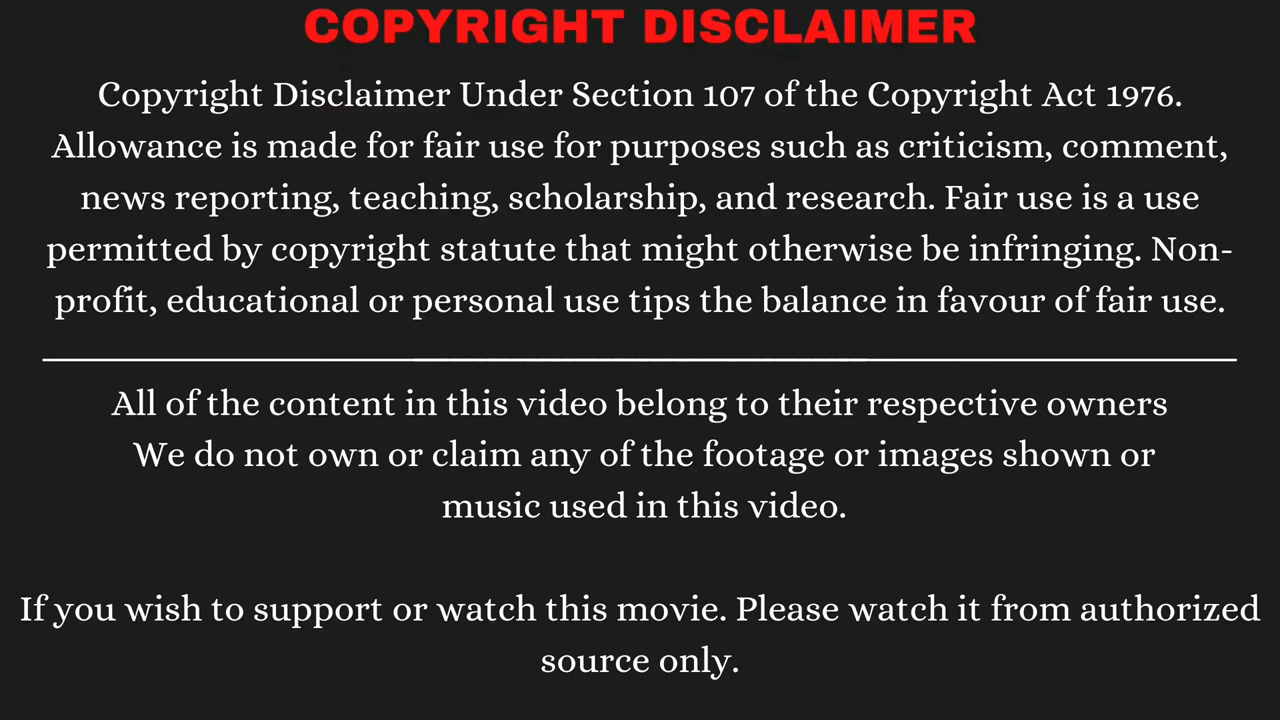 COPYRIGHT DISCLAIMER
Copyright Disclaimer Under Section 107 of the Copyright Act 1976.
Allowance is made for fair use for purposes such as criticism, comment,
news reporting, teaching, scholarship, and research. Fair use is a use
permitted by copyright statute that might otherwise be infringing. Non-
profit, educational or personal use tips the balance in favour of fair use.
All of the content in this video belong to their respective owners
We do not own or claim any of the footage or images shown or
music used in this video.
If you wish to support or watch this movie. Please watch it from authorized
source only.